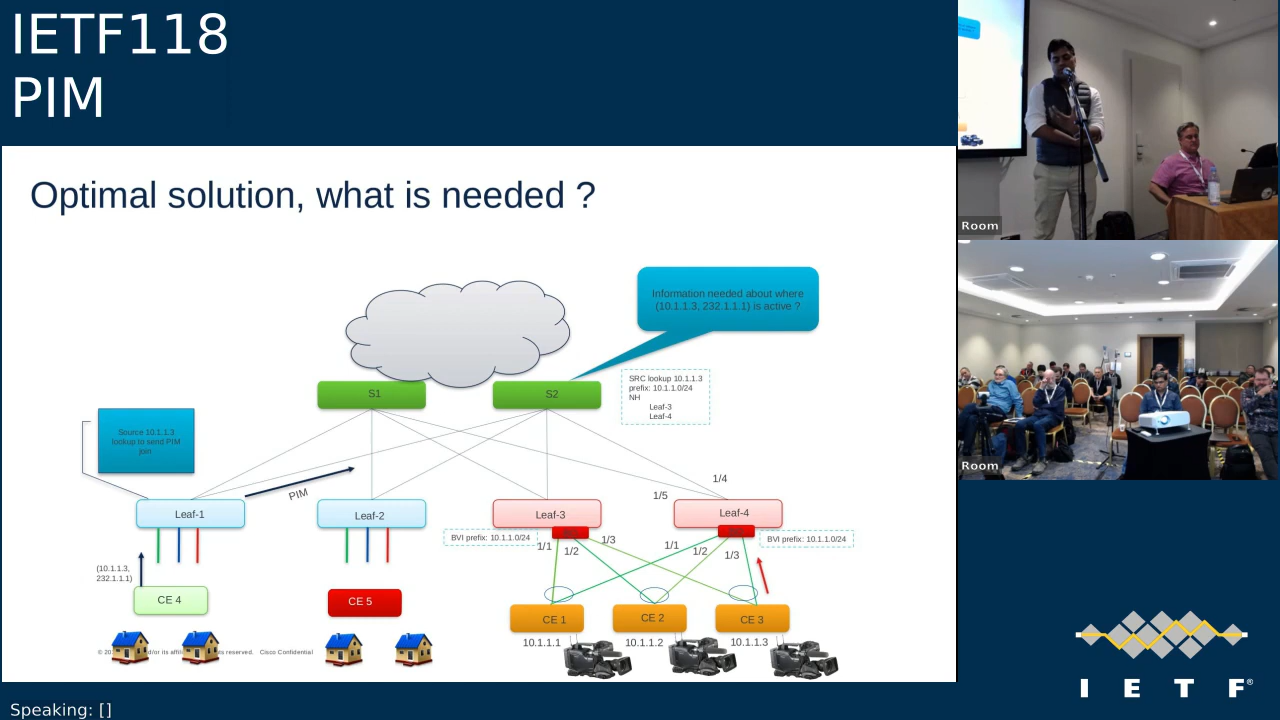 IETF118
PIM
Optimal solution, what is needed ?
Information needed about where
(10.1.1.3, 232.1.1.1) is active ?
S1
S2
SRC lookup 10.1.1.3
prefix: 10.1.1.0/24
NH
Leaf-3
Leaf-4
Source 10.1.1.3
lookup to send PIM
join
PIM
1/5
1/4
Leaf-1
Leaf-2
Leaf-3
Leaf-4
BVI prefix: 10.1.1.0/24
1/1
1/2
1/3
1/1
1/2
1/3
BVI prefix: 10.1.1.0/24
(10.1.1.3,
232.1.1.1)
CE 4
CE 5
CE 1
CE 2
CE 3
10.1.1.1
10.1.1.2
10.1.1.3
reserved. Cisco Confidential
Room
Room
IETF®
Speaking: []